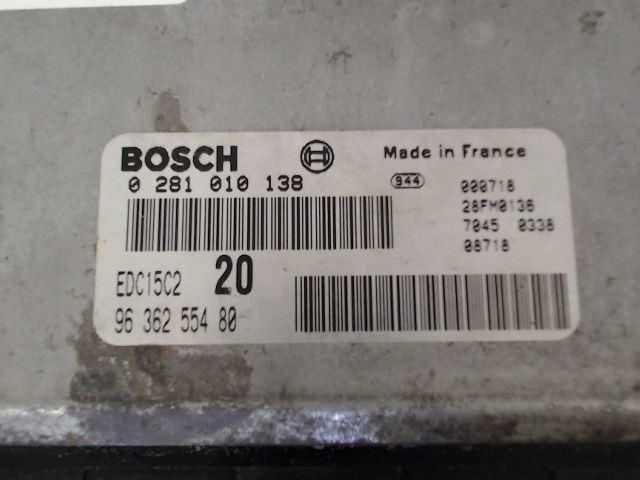 BOSCH
Made in France
0 281 010 138
944
000718
28FM0136
7045 0338
08718
EDC15C2 20
96 362 554 80